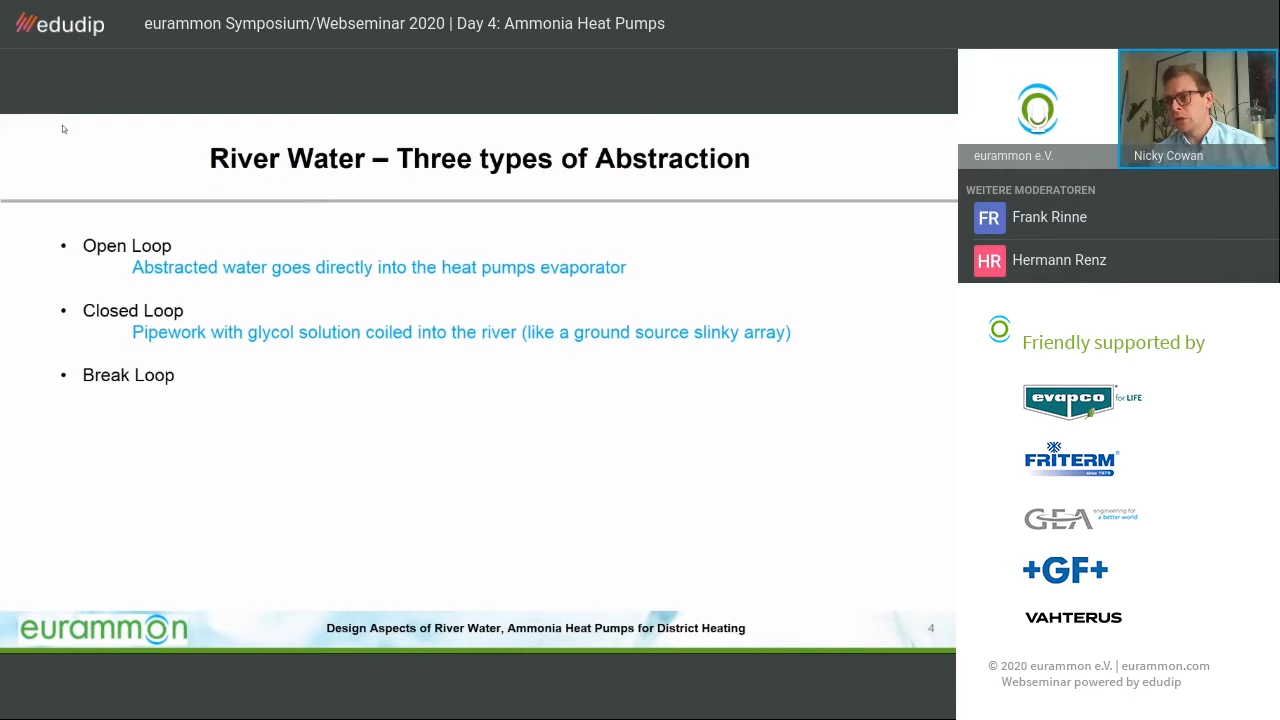 edudip
eurammon Symposium/Webseminar 2020 | Day 4: Ammonia Heat Pumps
River Water – Three types of Abstraction
• Open Loop
Abstracted water goes directly into the heat pumps evaporator
• Closed Loop
Pipework with glycol solution coiled into the river (like a ground source slinky array)
• Break Loop
eurammon
Design Aspects of River Water, Ammonia Heat Pumps for District Heating
4
eurammon e.V.
Nicky Cowan
WEITERE MODERATOREN
FR Frank Rinne
HR Hermann Renz
Friendly supported by
evapco for LIFE
FRITERM
since 1979
GEA engineering for
a better world
+GF+
VAHTERUS
© 2020 eurammon e.V. | eurammon.com
Webseminar powered by edudip